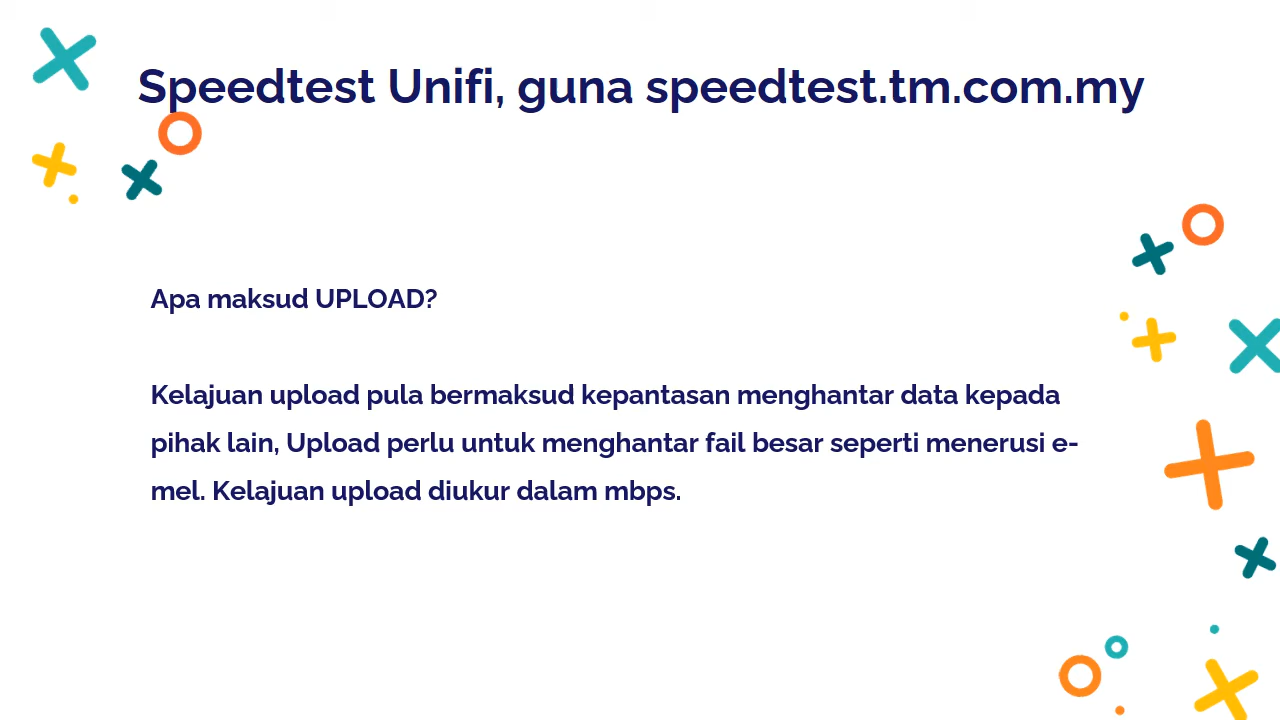 Speedtest Unifi, guna speedtest.tm.com.my
Apa maksud UPLOAD?
Kelajuan upload pula bermaksud kepantasan menghantar data kepada
pihak lain, Upload perlu untuk menghantar fail besar seperti menerusi e-
mel. Kelajuan upload diukur dalam mbps.